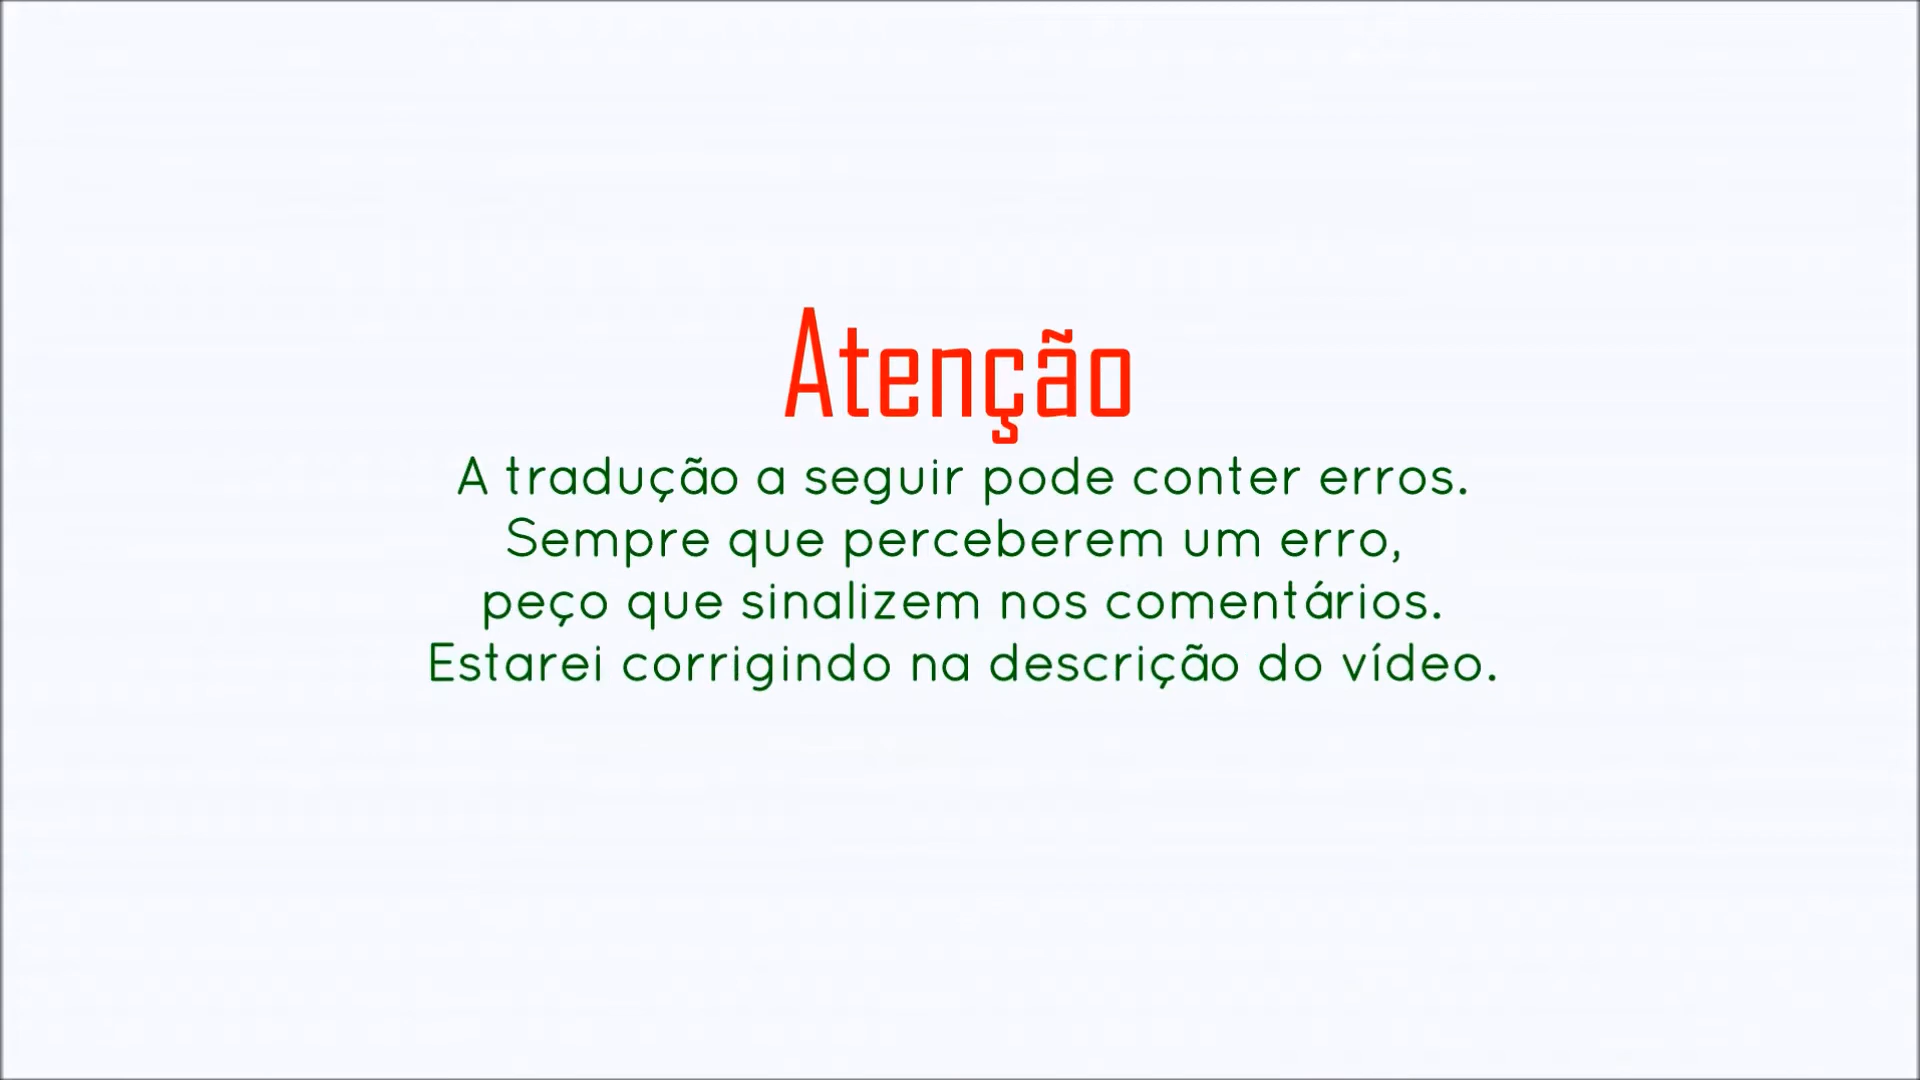 Atenção
A tradução a seguir pode conter erros.
Sempre que perceberem um erro,
peço que sinalizem nos comentários.
Estarei corrigindo na descrição do vídeo.